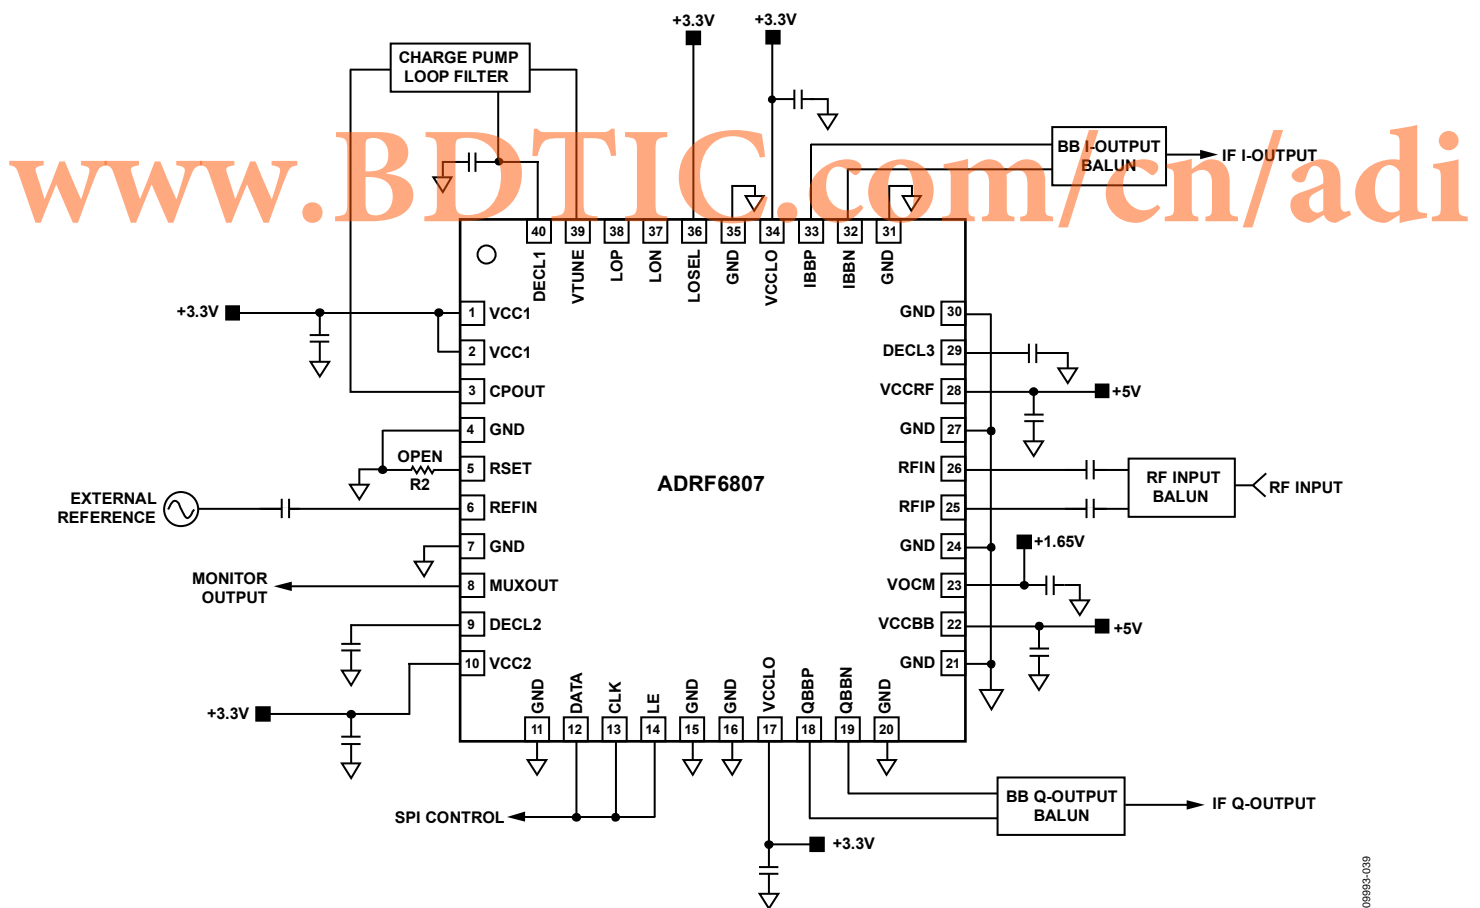 +3.3V
+3.3V
CHARGE PUMP
LOOP FILTER
www.BDTIC.com/cn/adi
BB I-OUTPUT
BALUN
IF I-OUTPUT
40
39
38
37
36
35
34
33
32
31
DECL1
VTUNE
LOP
LON
LOSEL
GND
VCCLO
IBBP
IBBN
GND
+3.3V
1 VCC1
2 VCC1
3 CPOUT
4 GND
OPEN
R2
5 RSET
EXTERNAL
REFERENCE
6 REFIN
7 GND
MONITOR
OUTPUT
8 MUXOUT
9 DECL2
10 VCC2
+3.3V
ADRF6807
GND 30
DECL3 29
VCCRF 28
+5V
GND 27
RFIN 26
RF INPUT
BALUN
RF INPUT
RFIP 25
GND 24
+1.65V
VOCM 23
VCCBB 22
+5V
GND 21
GND
DATA
CLK
LE
GND
GND
VCCLO
QBBP
QBBN
GND
11
12
13
14
15
16
17
18
19
20
SPI CONTROL
BB Q-OUTPUT
BALUN
IF Q-OUTPUT
+3.3V
09993-039